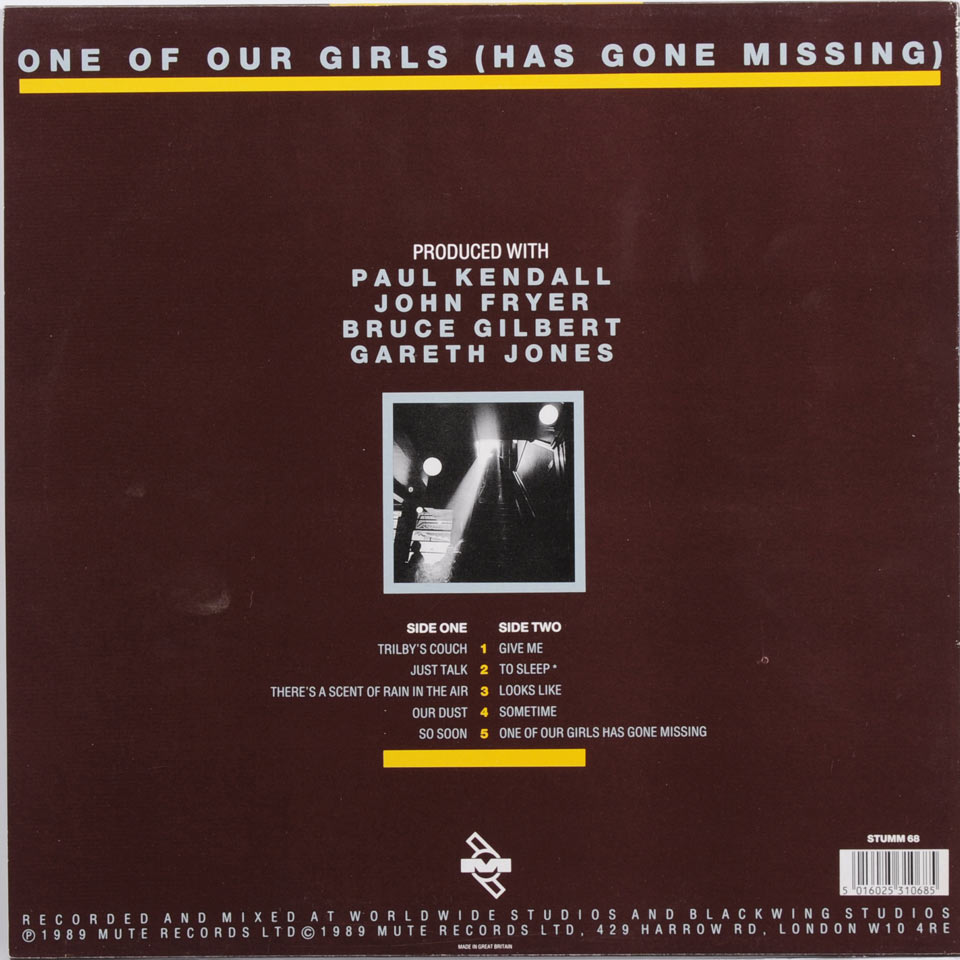 ONE OF OUR GIRLS (HAS GONE MISSING)
PRODUCED WITH
PAUL KENDALL
JOHN FRYER
BRUCE GILBERT
GARETH JONES
SIDE ONE SIDE TWO
TRILBY'S COUCH 1 GIVE ME
JUST TALK 2 TO SLEEP *
THERE'S A SCENT OF RAIN IN THE AIR 3 LOOKS LIKE
OUR DUST 4 SOMETIME
SO SOON 5 ONE OF OUR GIRLS HAS GONE MISSING
M
STUMM 68
5 016025 310685
RECORDED AND MIXED AT WORLDWIDE STUDIOS AND BLACKWING STUDIOS
℗1989 MUTE RECORDS LTD ©1989 MUTE RECORDS LTD, 429 HARROW RD, LONDON W10 4RE
MADE IN GREAT BRITAIN